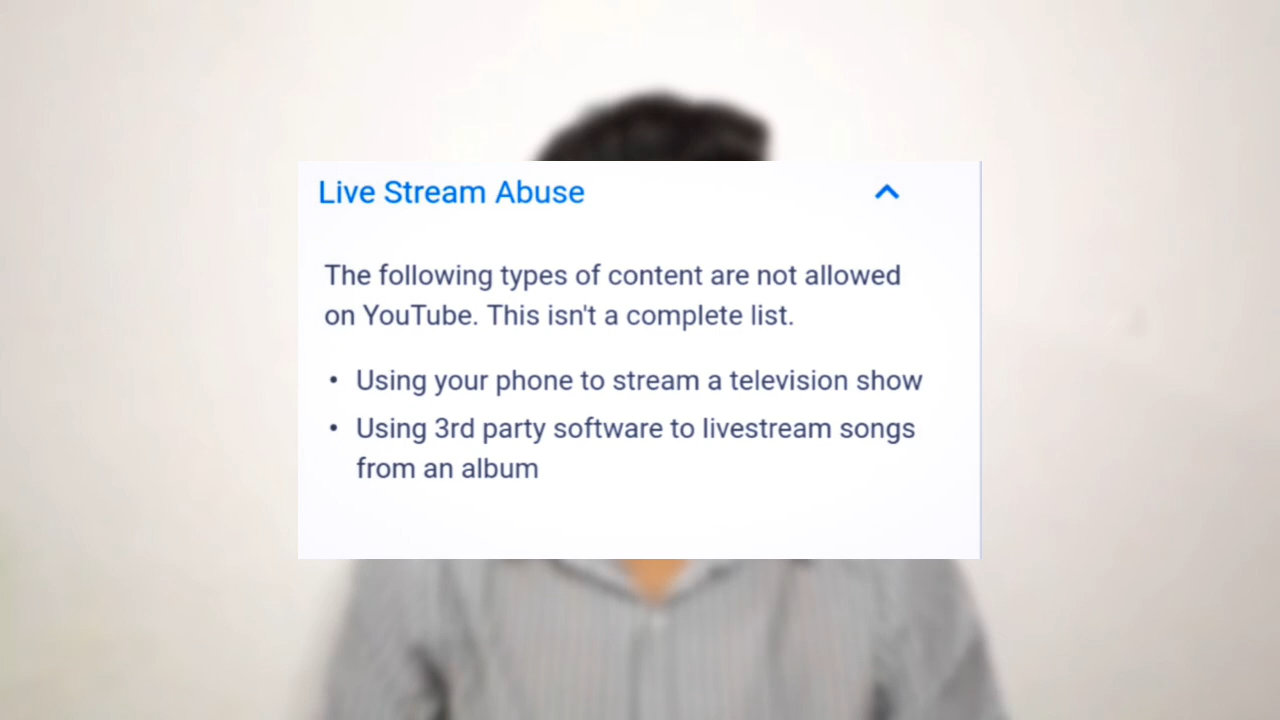 Live Stream Abuse
The following types of content are not allowed
on YouTube. This isn't a complete list.
• Using your phone to stream a television show
• Using 3rd party software to livestream songs
from an album